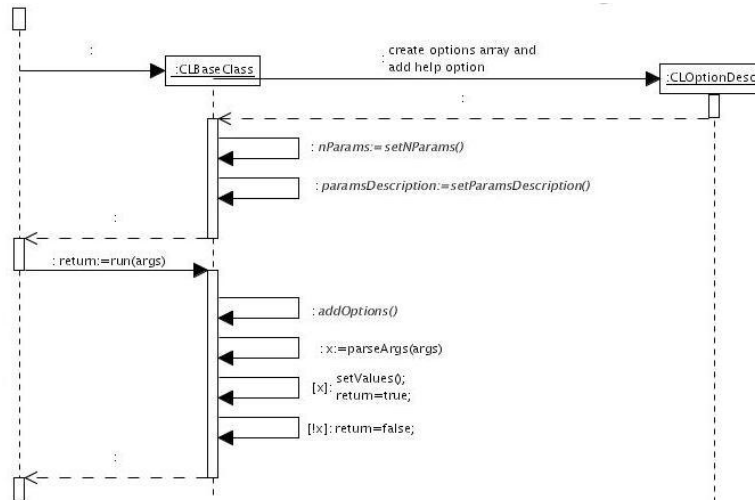 :
: create options array and
add help option
:CLBaseClass
:CLOptionDesc
:
: nParams:=setNParams()
: paramsDescription:=setParamsDescription()
:
: return:=run(args)
: addOptions()
: x:=parseArgs(args)
[x]: setValues();
return=true;
[!x]: return=false;
: